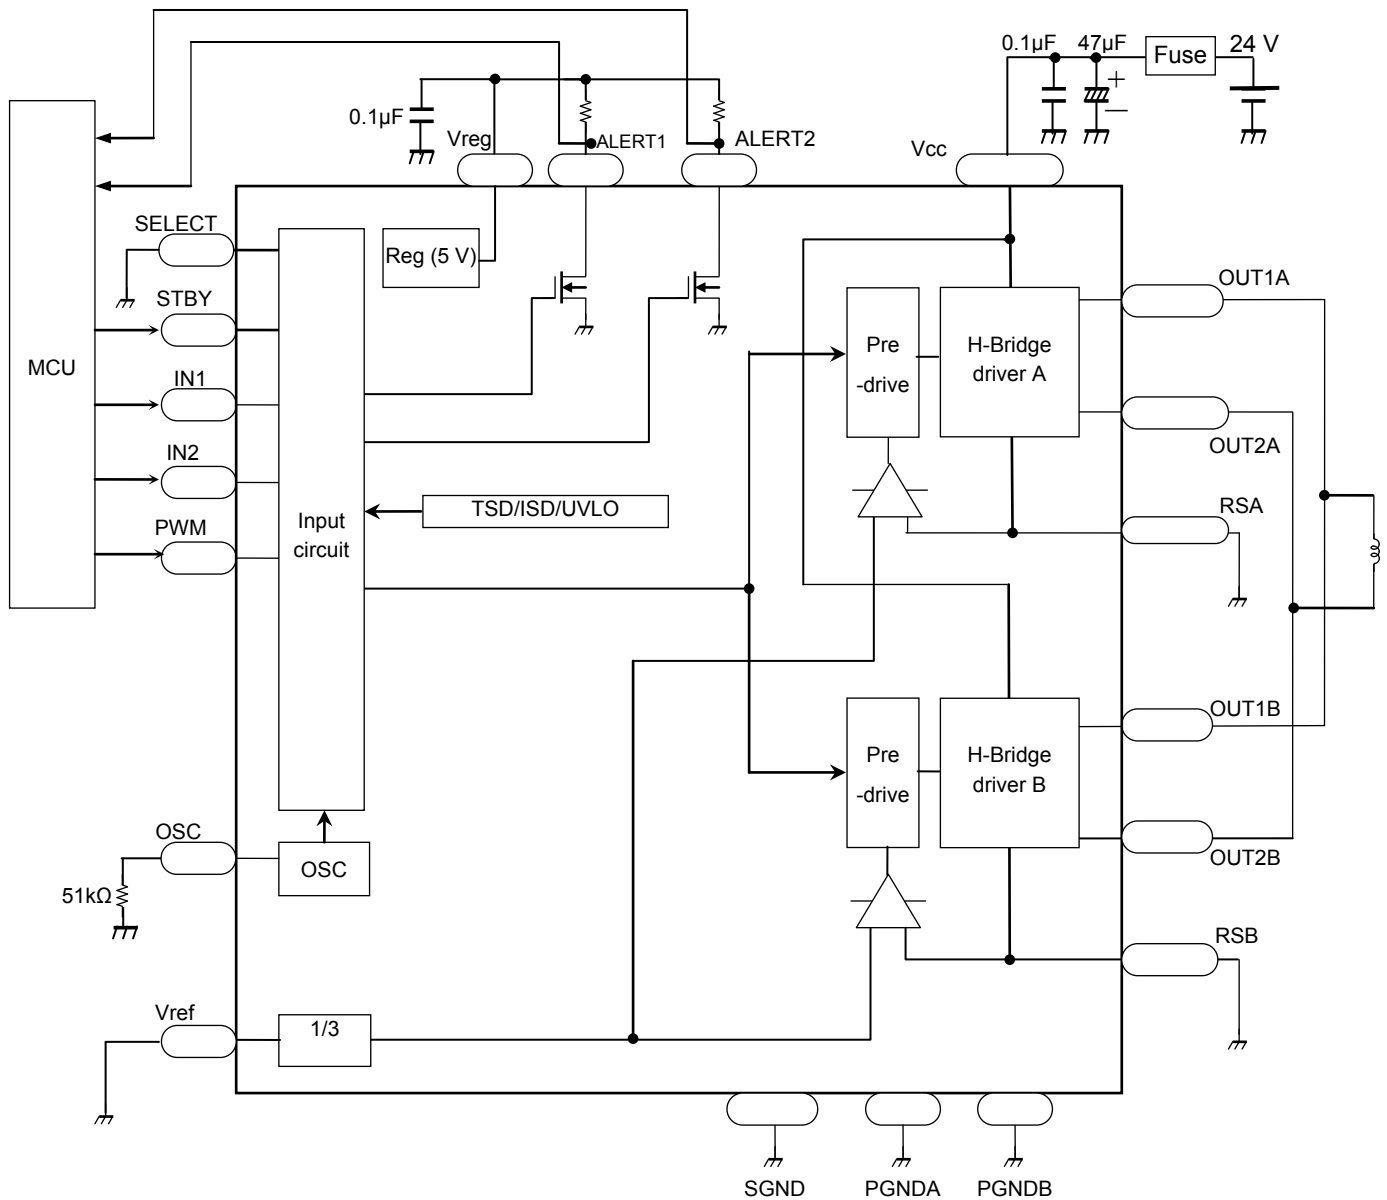 0.1µF
47µF
Fuse
24 V
0.1µF
Vreg
ALERT1
ALERT2
Vcc
SELECT
Reg (5 V)
STBY
OUT1A
MCU
IN1
Pre
-drive
H-Bridge
driver A
IN2
OUT2A
PWM
Input
circuit
TSD/ISD/UVLO
RSA
OUT1B
Pre
-drive
H-Bridge
driver B
OSC
OSC
OUT2B
51kΩ
RSB
Vref
1/3
SGND
PGNDA
PGNDB